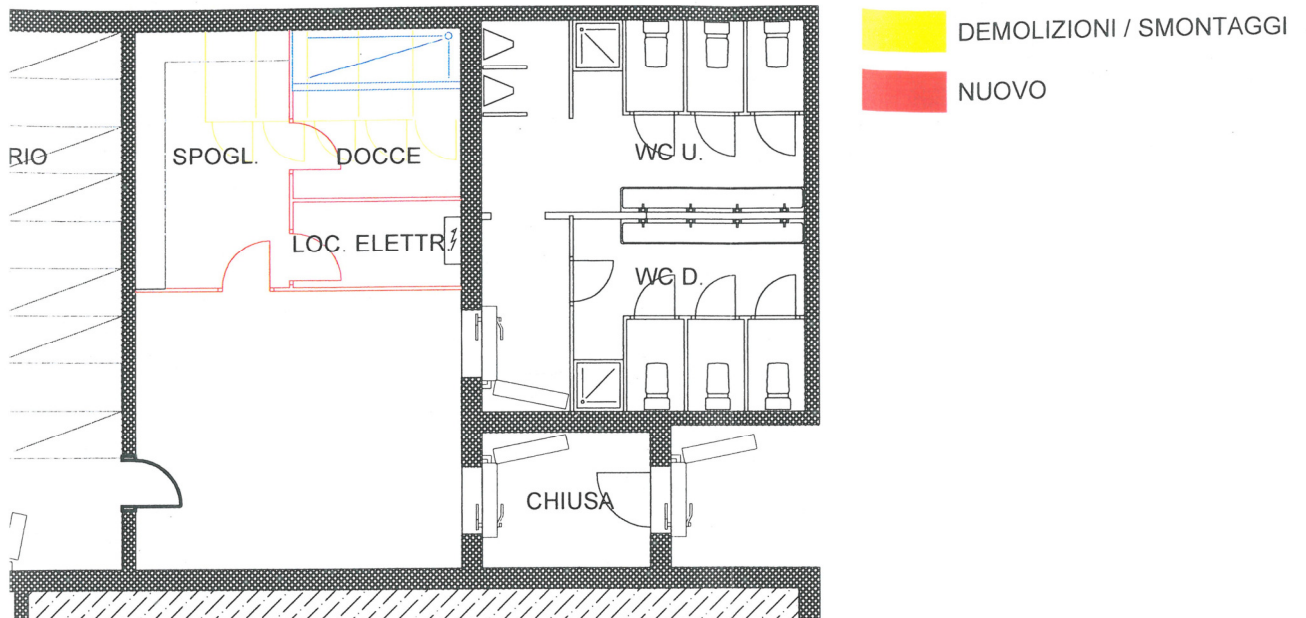 DEMOLIZIONI / SMONTAGGI
NUOVO
RIO
SPOGL.
DOCCE
WC U.
LOC. ELETTR.
WC D.
CHIUSA